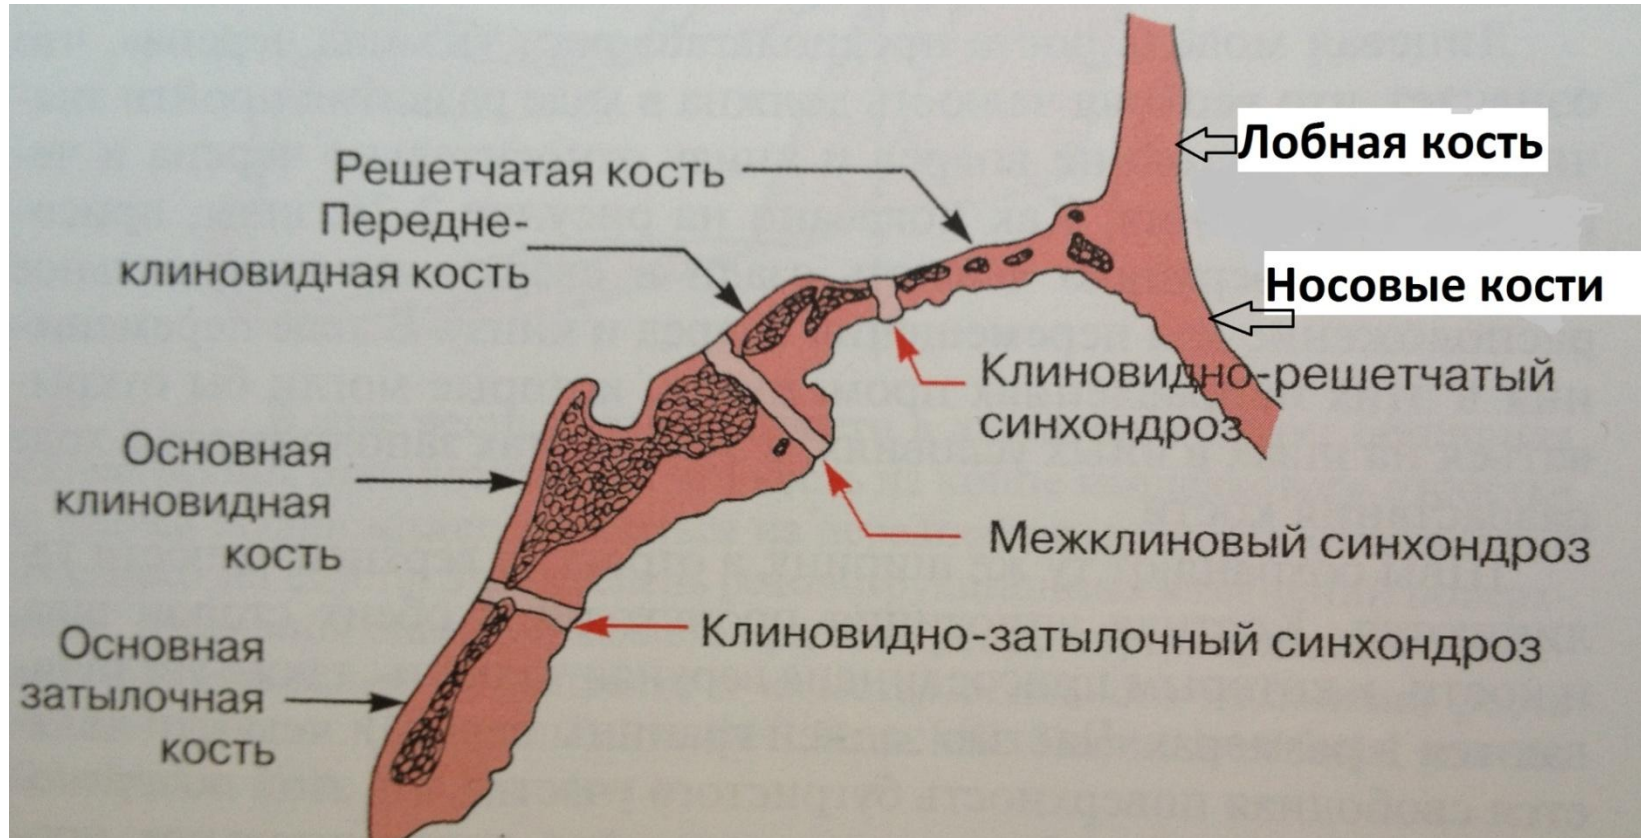 Лобная кость
Решетчатая кость
Передне-
клиновидная кость
Носовые кости
Клиновидно-решетчатый
синхондроз
Основная
клиновидная
кость
Межклиновый синхондроз
Клиновидно-затылочный синхондроз
Основная
затылочная
кость